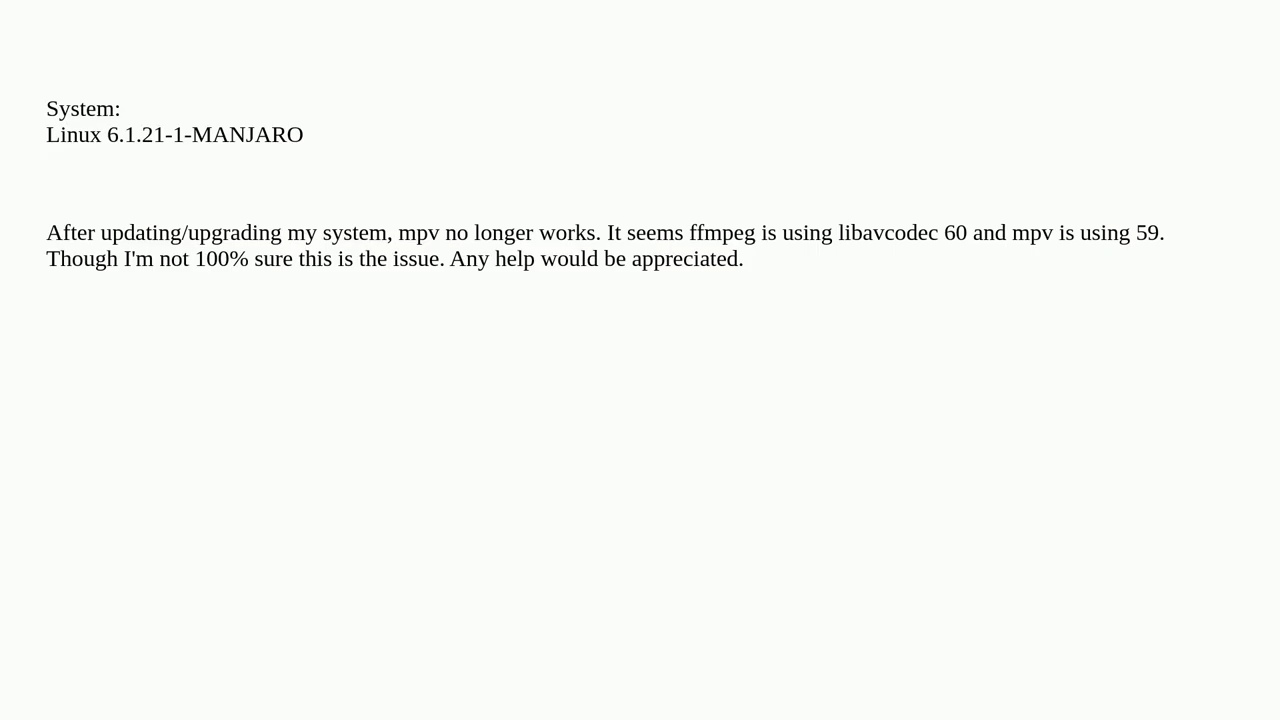 System:
Linux 6.1.21-1-MANJARO
After updating/upgrading my system, mpv no longer works. It seems ffmpeg is using libavcodec 60 and mpv is using 59.
Though I'm not 100% sure this is the issue. Any help would be appreciated.